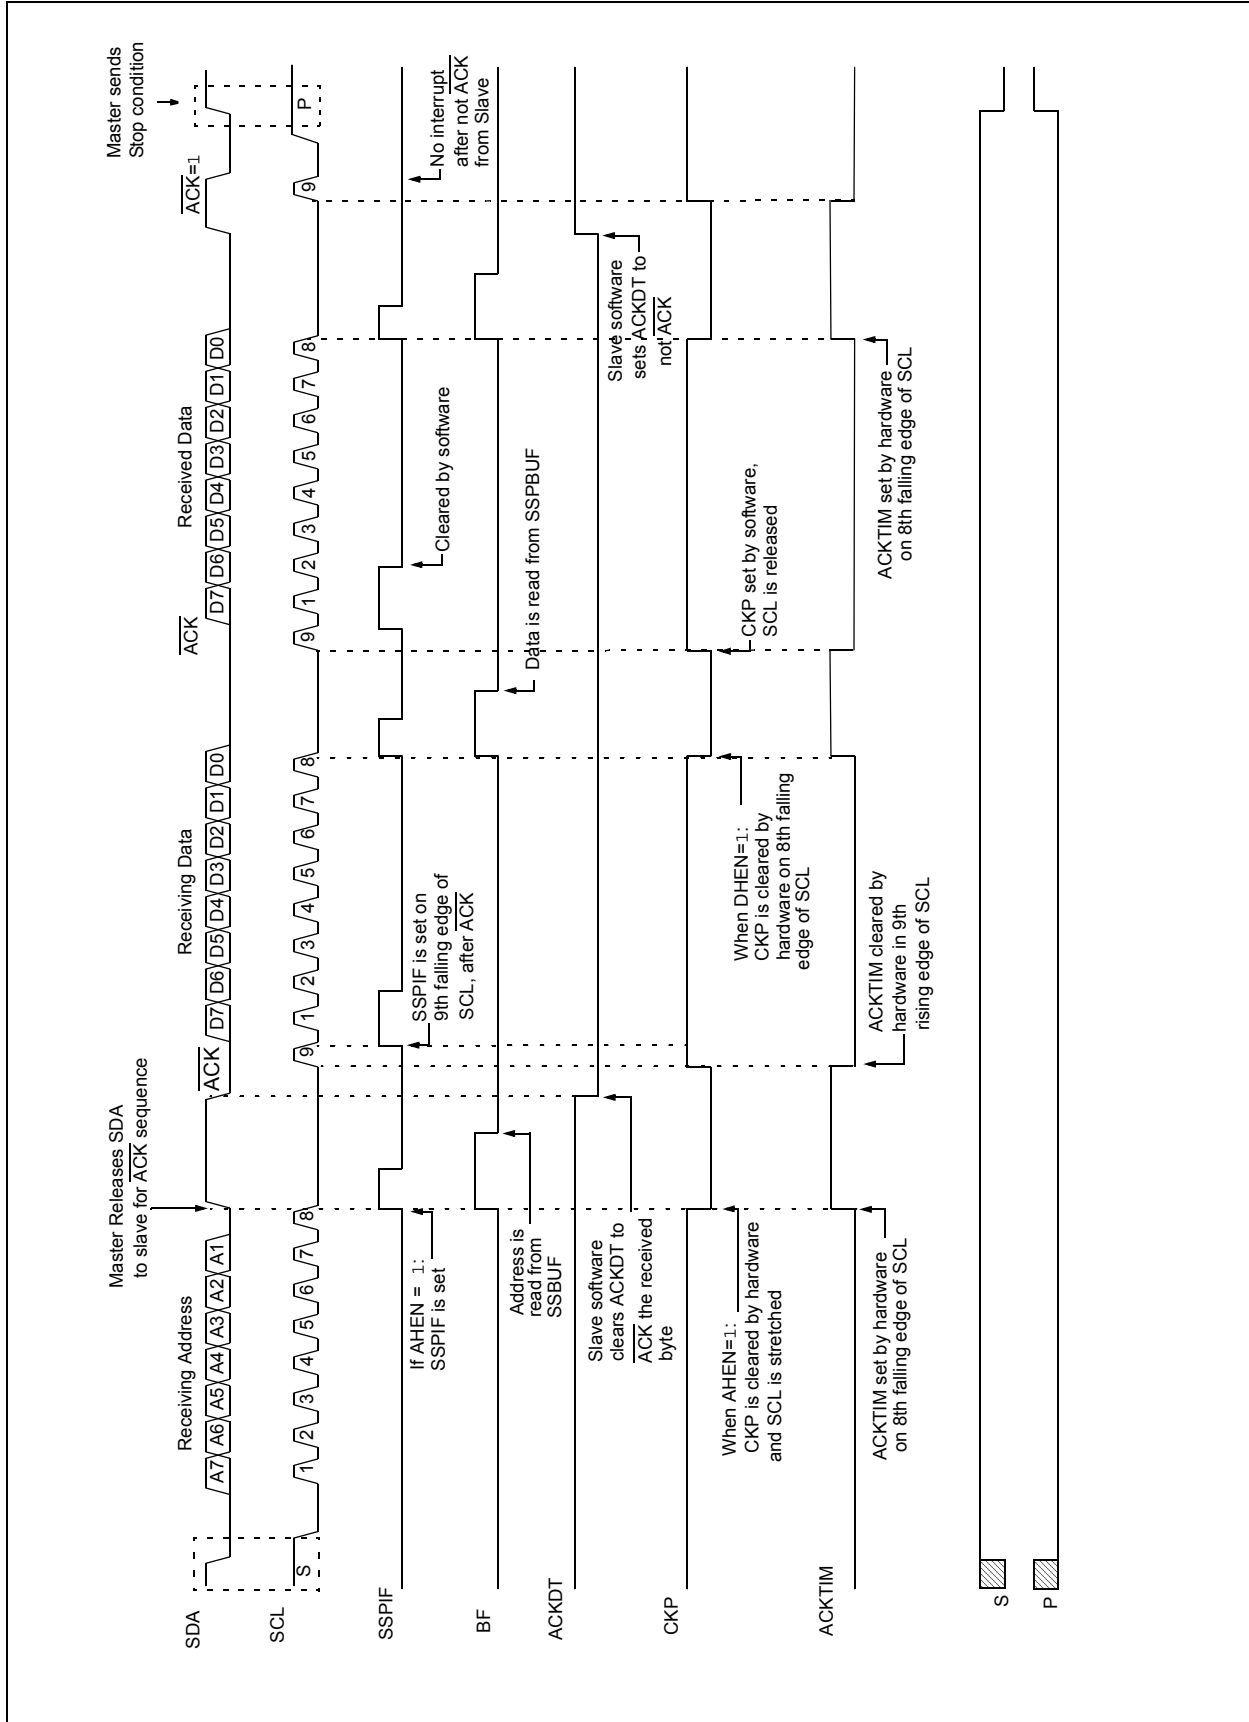 Master Releases SDA
to slave for ACK sequence
Master sends
Stop condition
Receiving Address
Receiving Data
Received Data
ACK
ACK
ACK=1
SDA
A7 A6 A5 A4 A3 A2 A1
D7 D6 D5 D4 D3 D2 D1 D0
D7 D6 D5 D4 D3 D2 D1 D0
SCL
S
1 2 3 4 5 6 7 8 9
1 2 3 4 5 6 7 8 9
1 2 3 4 5 6 7 8 9
P
SSPIF
If AHEN = 1:
SSPIF is set
SSPIF is set on
9th falling edge of
SCL, after ACK
Cleared by software
No interrupt
after not ACK
from Slave
BF
Address is
read from
SSBUF
Data is read from SSPBUF
ACKDT
Slave software
clears ACKDT to
ACK the received
byte
Slave software
sets ACKDT to
not ACK
CKP
When AHEN=1:
CKP is cleared by hardware
and SCL is stretched
When DHEN=1:
CKP is cleared by
hardware on 8th falling
edge of SCL
CKP set by software,
SCL is released
ACKTIM
ACKTIM set by hardware
on 8th falling edge of SCL
ACKTIM cleared by
hardware in 9th
rising edge of SCL
ACKTIM set by hardware
on 8th falling edge of SCL
S
P